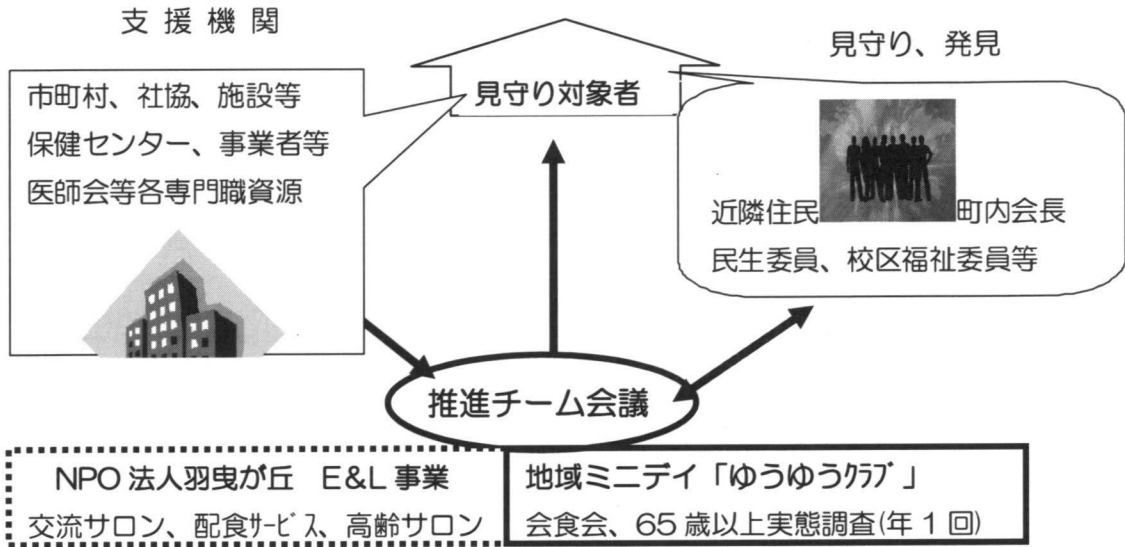 支援機関
見守り対象者
見守り、発見
市町村、社協、施設等
保健センター、事業者等
医師会等各専門職資源
近隣住民 町内会長
民生委員、校区福祉委員等
推進チーム会議
NPO法人羽曳が丘 E&L事業
交流サロン、配食ｻｰﾋﾞｽ、高齢サロン
地域ミニデイ「ゆうゆうｸﾗﾌﾞ」
会食会、65歳以上実態調査(年1回)